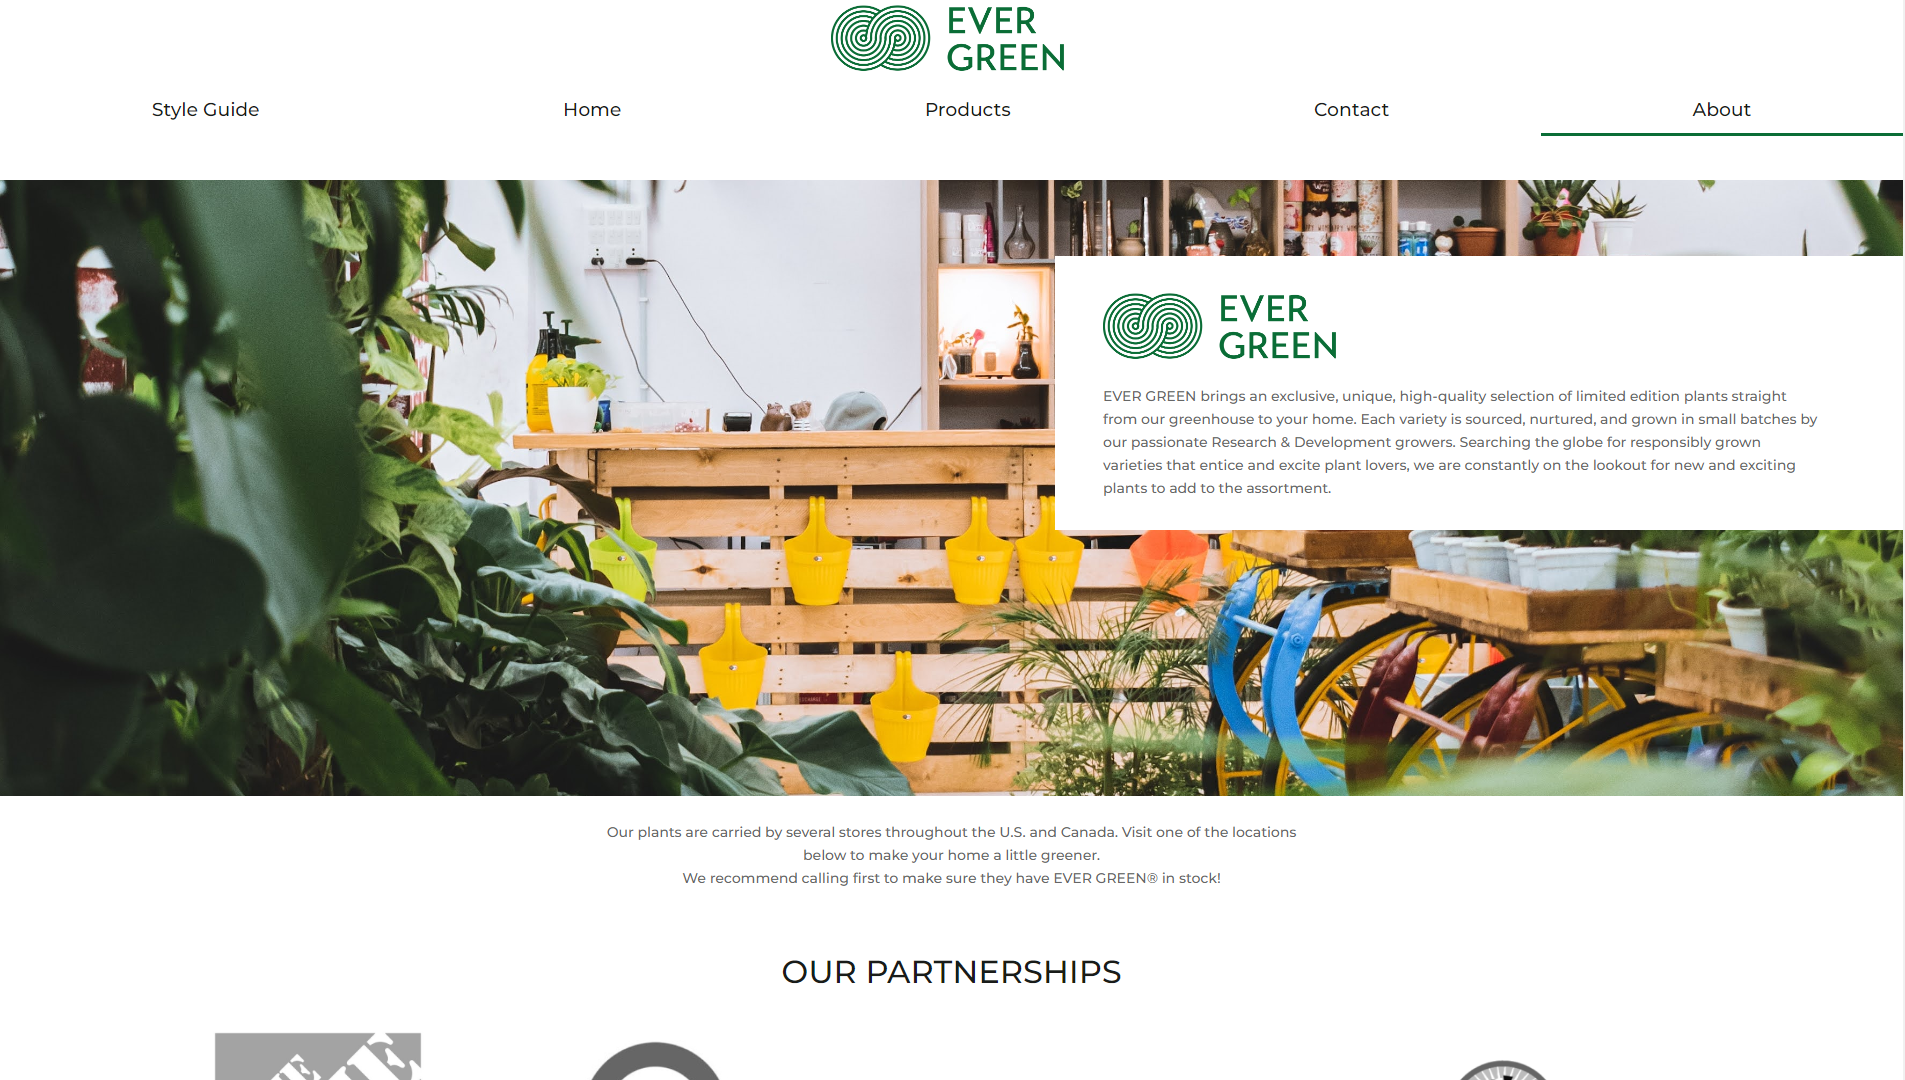 EVER
GREEN
Style Guide
Home
Products
Contact
About
EVER
GREEN
EVER GREEN brings an exclusive, unique, high-quality selection of limited edition plants straight
from our greenhouse to your home. Each variety is sourced, nurtured, and grown in small batches by
our passionate Research & Development growers. Searching the globe for responsibly grown
varieties that entice and excite plant lovers, we are constantly on the lookout for new and exciting
plants to add to the assortment.
Our plants are carried by several stores throughout the U.S. and Canada. Visit one of the locations
below to make your home a little greener.
We recommend calling first to make sure they have EVER GREEN® in stock!
OUR PARTNERSHIPS